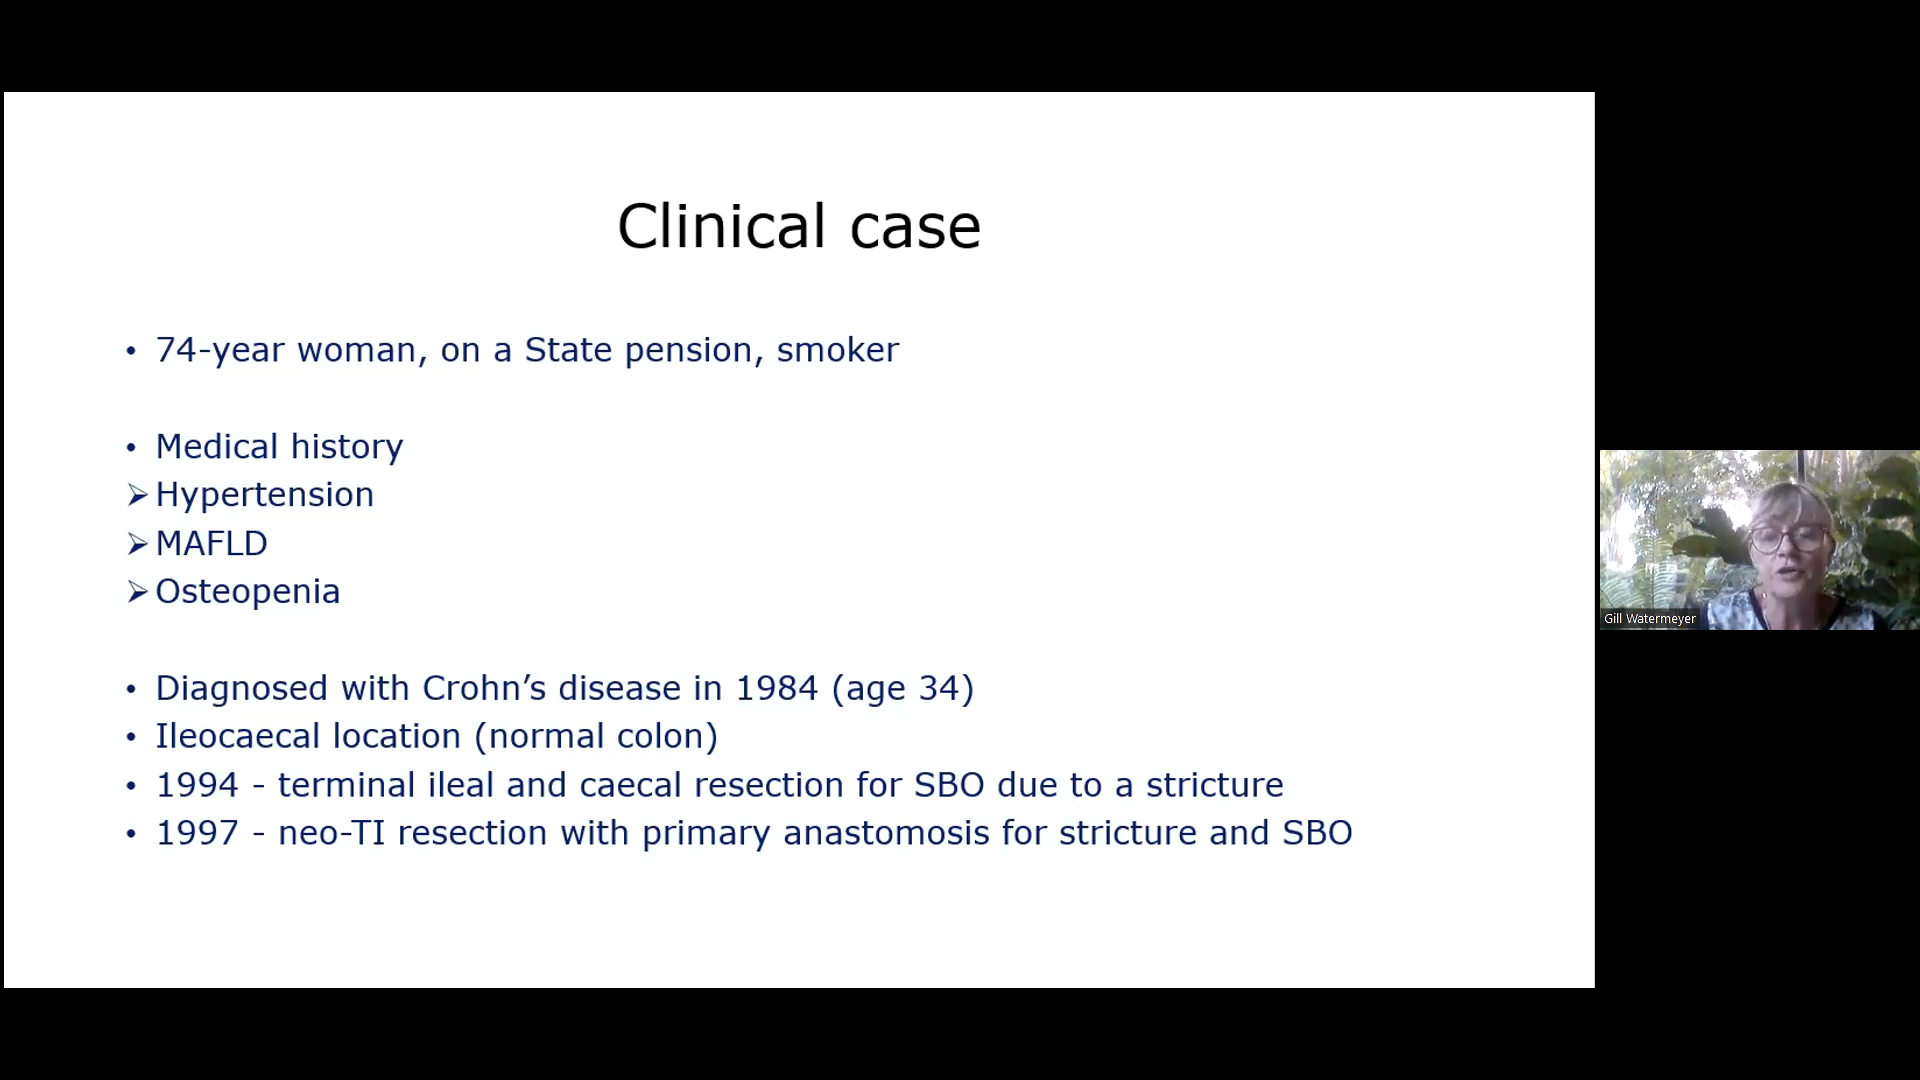 Clinical case
• 74-year woman, on a State pension, smoker
• Medical history
➢ Hypertension
➢ MAFLD
➢ Osteopenia
• Diagnosed with Crohn’s disease in 1984 (age 34)
• Ileocaecal location (normal colon)
• 1994 - terminal ileal and caecal resection for SBO due to a stricture
• 1997 - neo-TI resection with primary anastomosis for stricture and SBO
Gill Watermeyer